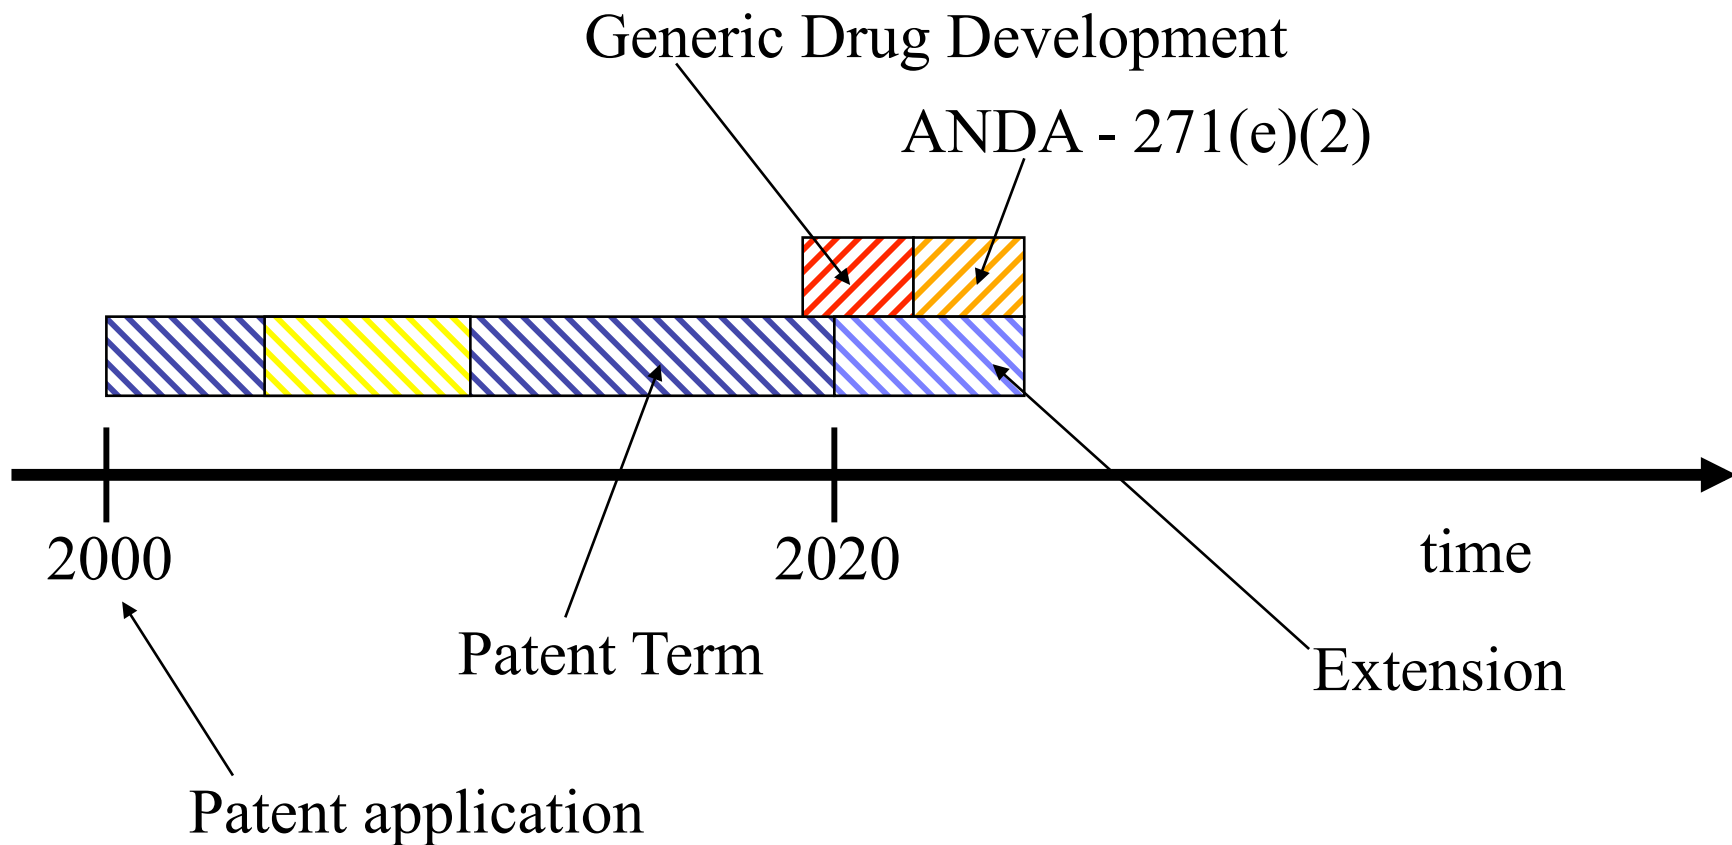 Generic Drug Development
ANDA - 271(e)(2)
2000
2020
time
Patent Term
Extension
Patent application